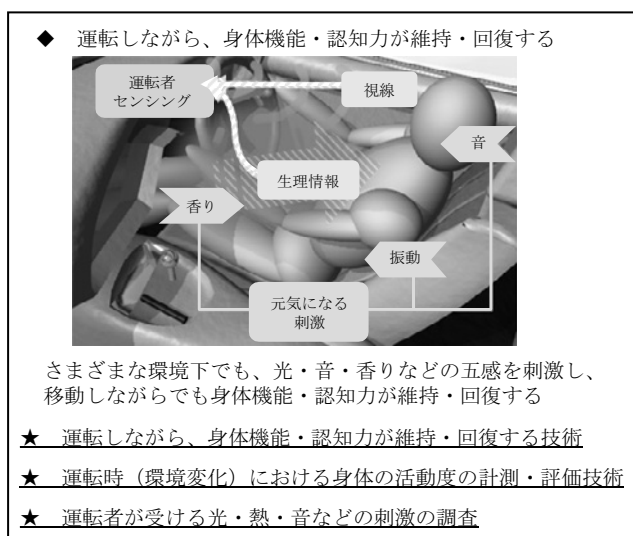 ◆ 運転しながら、身体機能・認知力が維持・回復する
運転者
センシング
視線
音
生理情報
香り
振動
元気になる
刺激
さまざまな環境下でも、光・音・香りなどの五感を刺激し、
移動しながらでも身体機能・認知力が維持・回復する
★ 運転しながら、身体機能・認知力が維持・回復する技術
★ 運転時（環境変化）における身体の活動度の計測・評価技術
★ 運転者が受ける光・熱・音などの刺激の調査